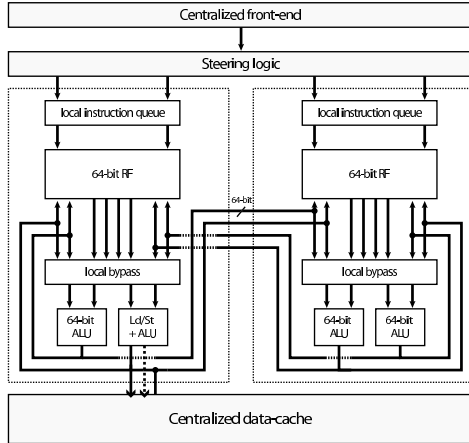 Centralized front-end
Steering logic
local instruction queue
local instruction queue
64-bit RF
64-bit RF
64-bit
local bypass
local bypass
64-bit
ALU
Ld/St
+ ALU
64-bit
ALU
64-bit
ALU
Centralized data-cache